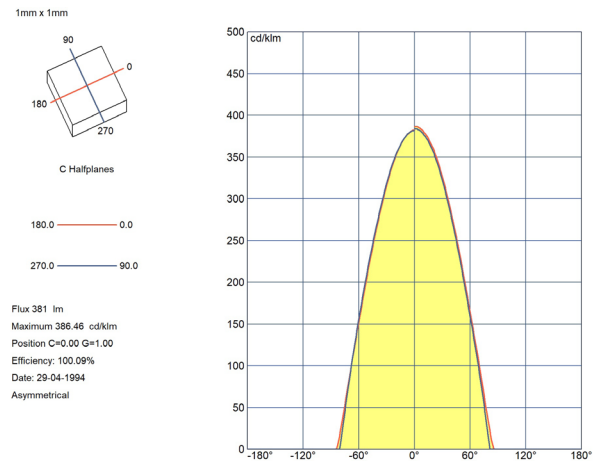 1mm x 1mm
90
0
180
270
C Halfplanes
180.0 0.0
270.0 90.0
Flux 381 lm
Maximum 386.46 cd/klm
Position C=0.00 G=1.00
Efficiency: 100.09%
Date: 29-04-1994
Asymmetrical
500
cd/klm
450
400
350
300
250
200
150
100
50
0
-180° -120° -60° 0° 60° 120° 180°